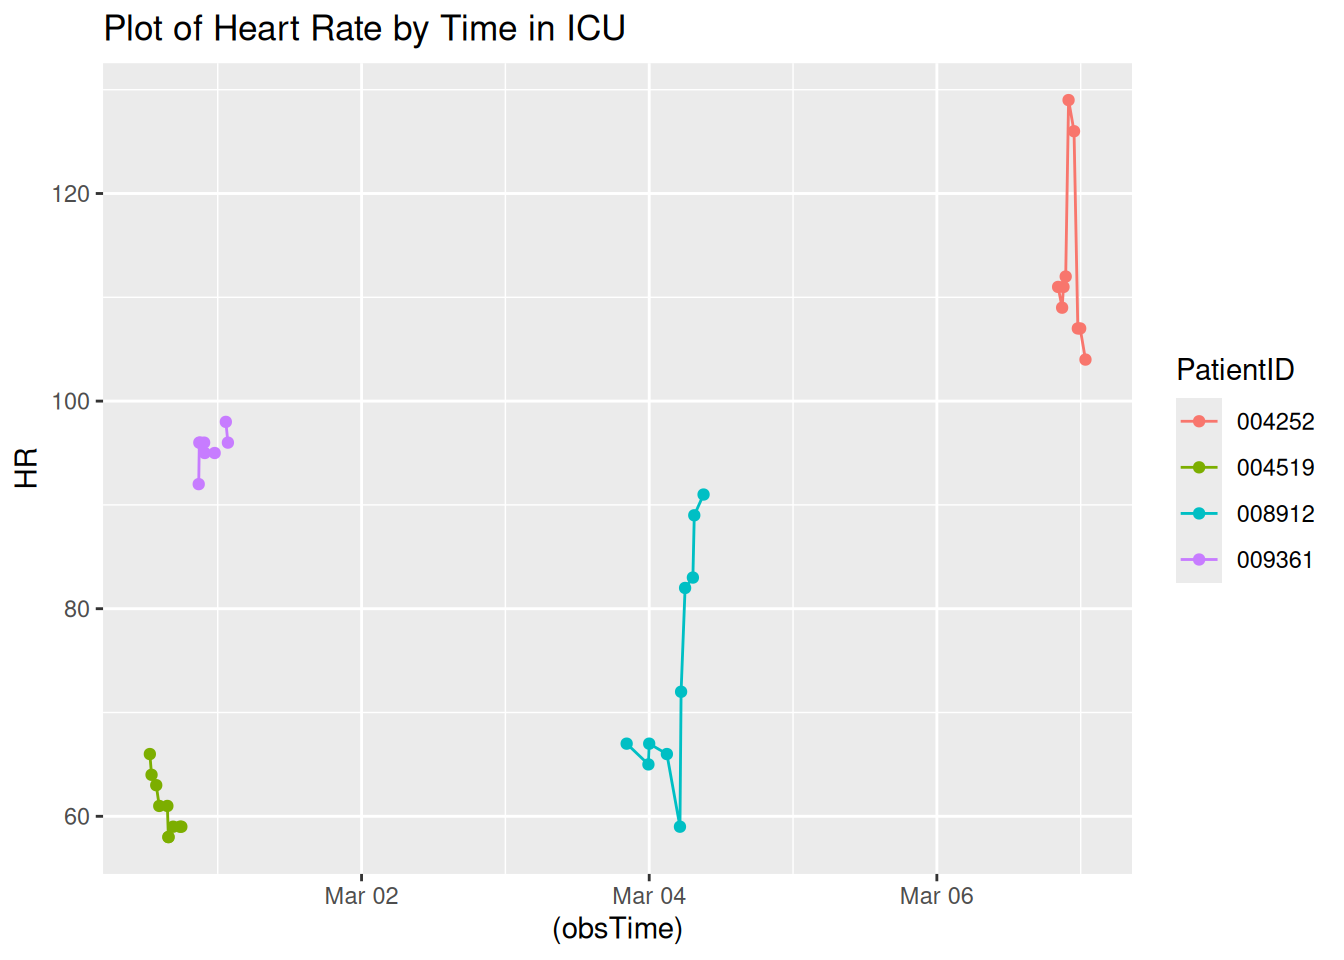 Plot of Heart Rate by Time in ICU
120
100
80
60
HR
Mar 02
Mar 04
Mar 06
(obsTime)
PatientID
004252
004519
008912
009361